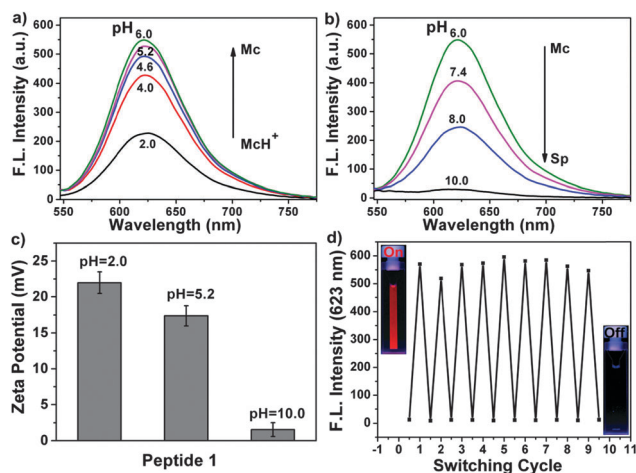 a)
F.L. Intensity (a.u.)
600
500
400
300
200
100
0
pH
6.0
5.2
4.6
4.0
2.0
Mc
McH+
550 600 650 700 750
Wavelength (nm)
b)
F.L. Intensity (a.u.)
600
500
400
300
200
100
0
pH
6.0
7.4
8.0
10.0
Mc
Sp
550 600 650 700 750
Wavelength (nm)
c)
Zeta Potential (mV)
25
20
15
10
5
0
pH=2.0
pH=5.2
pH=10.0
Peptide 1
d)
F.L. Intensity (623 nm)
600
500
400
300
200
100
0
On
Off
-1 0 1 2 3 4 5 6 7 8 9 10 11
Switching Cycle